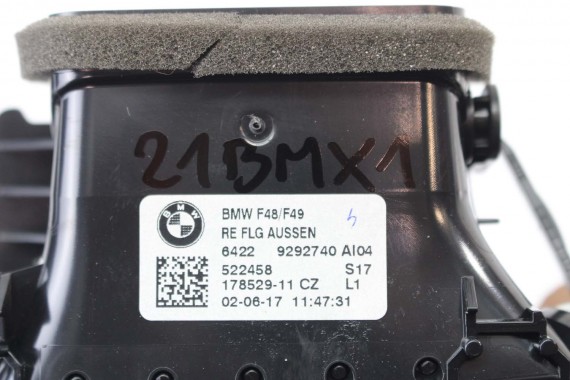 21BMX1
BMW
BMW F48/F49
RE FLG AUSSEN
6422 9292740 AI04
522458 S17
178529-11 CZ L1
02-06-17 11:47:31